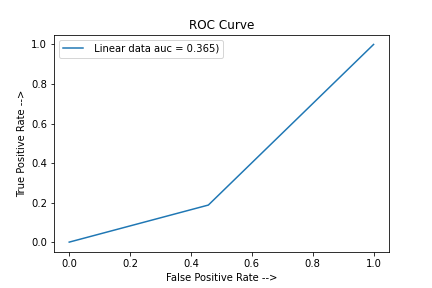 ROC Curve
Linear data auc = 0.365)
1.0
0.8
0.6
0.4
0.2
0.0
True Positive Rate -->
0.0 0.2 0.4 0.6 0.8 1.0
False Positive Rate -->